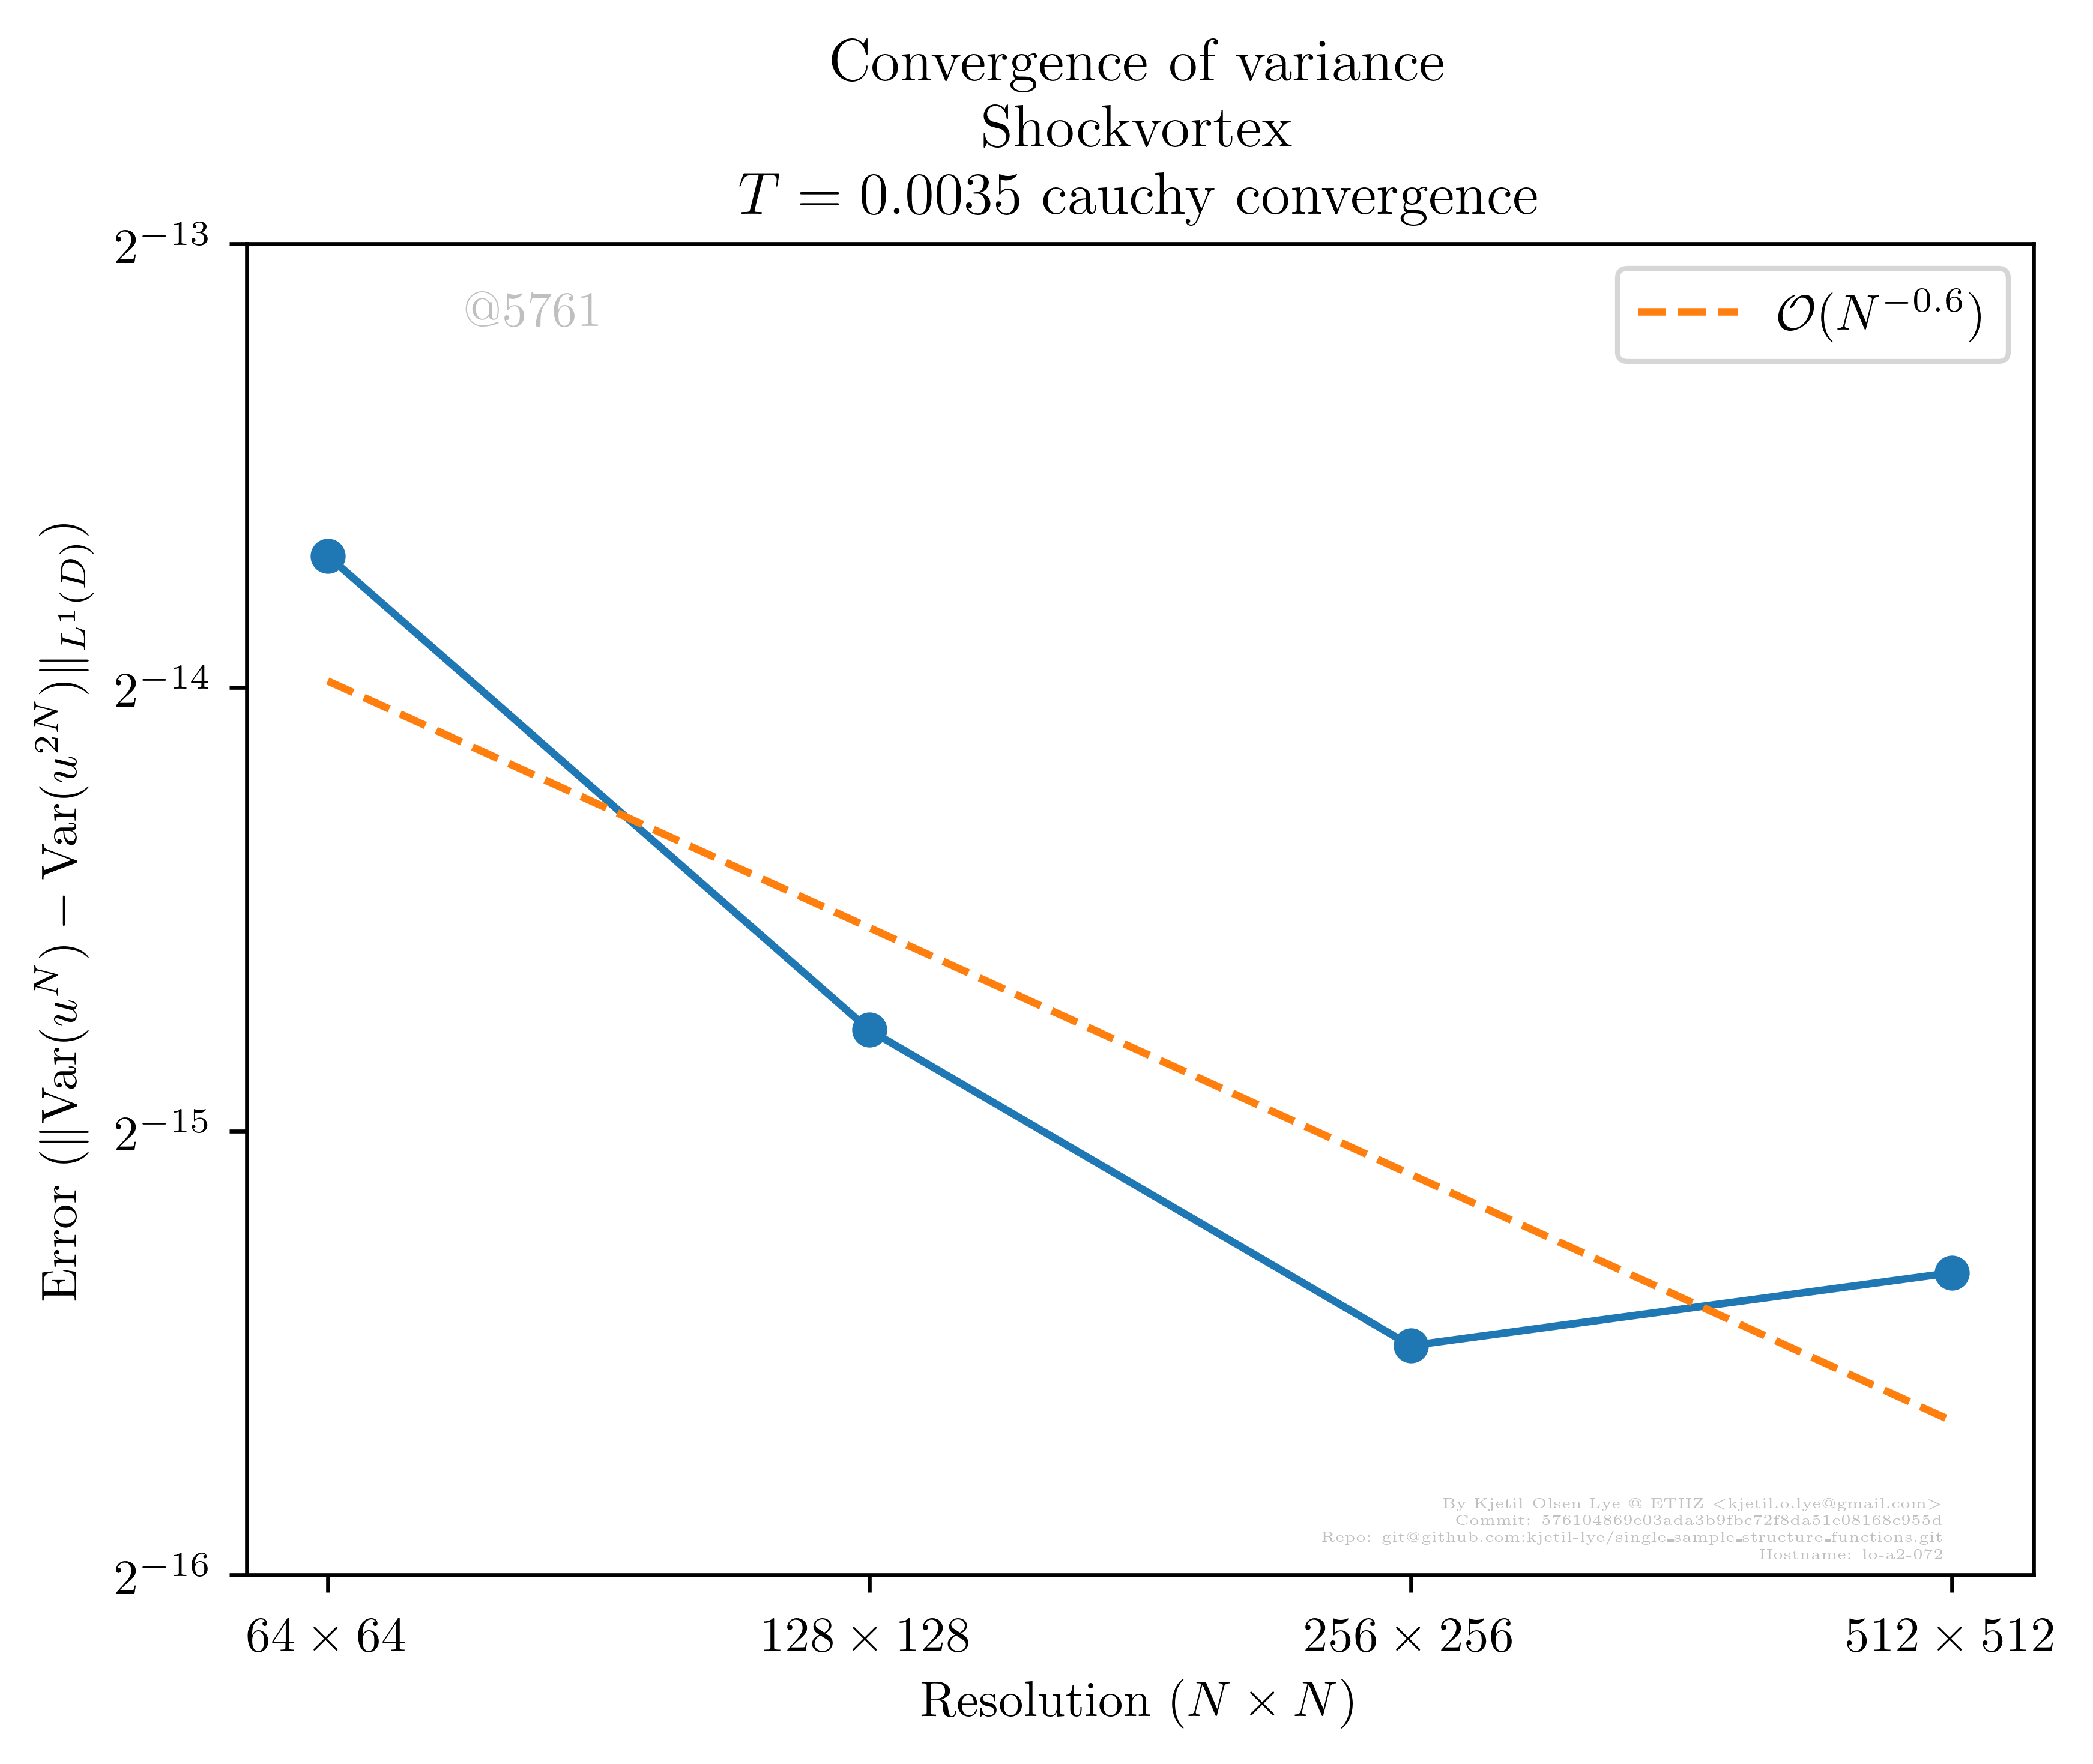 Convergence of variance
Shockvortex
T = 0.0035 cauchy convergence
@5761
𝒪(N^{-0.6})
2^{-13}
2^{-14}
2^{-15}
2^{-16}
Error (‖Var(u^N) − Var(u^{2N})‖_{L^1(D)})
By Kjetil Olsen Lye @ ETHZ <kjetil.o.lye@gmail.com>
Commit: 576104869e03ada3b9fbc72f8da51e08168c955d
Repo: git@github.com:kjetil-lye/single_sample_structure_functions.git
Hostname: lo-a2-072
64 × 64 128 × 128 256 × 256 512 × 512
Resolution (N × N)